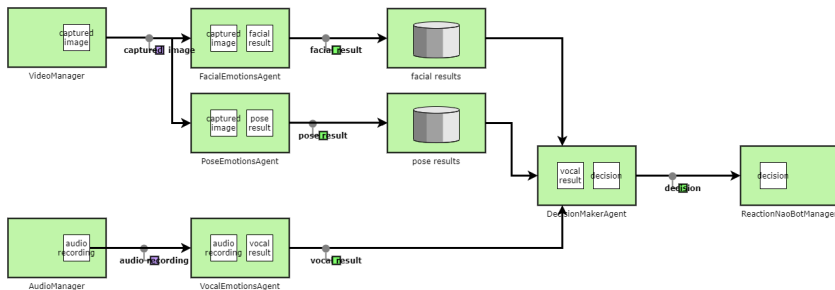 captured
image
VideoManager
captured image
captured
image
facial
result
FacialEmotionsAgent
facial result
facial results
captured
image
pose
result
PoseEmotionsAgent
pose result
pose results
vocal
result
decision
DecisionMakerAgent
decision
decision
ReactionNaoBotManager
audio
recording
AudioManager
audio recording
audio
recording
vocal
result
VocalEmotionsAgent
vocal result